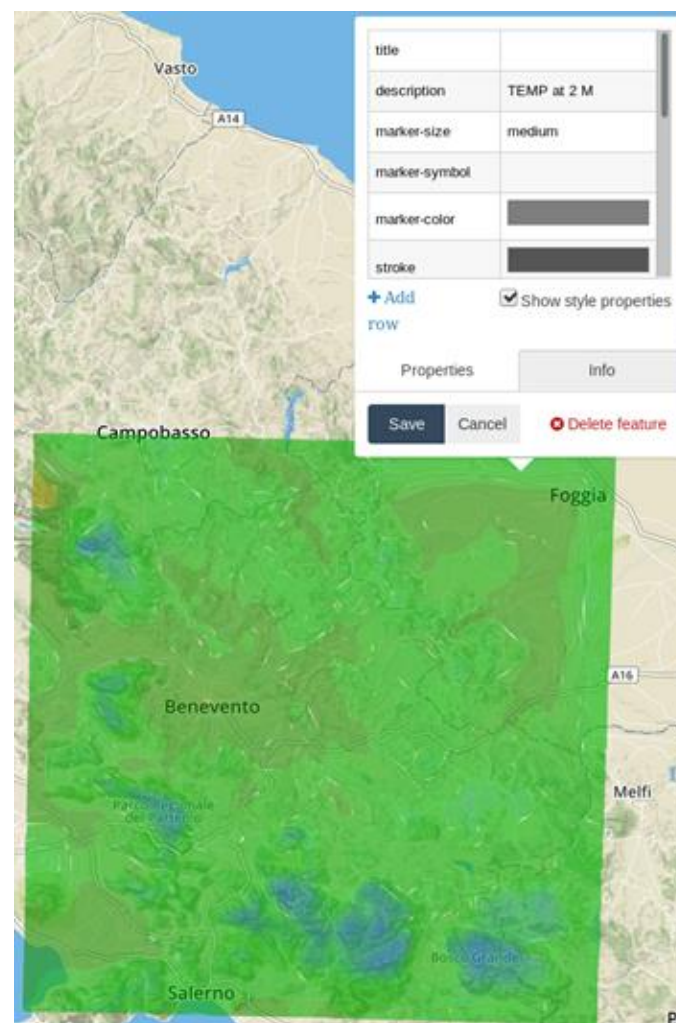 Vasto
A14
title
description TEMP at 2 M
marker-size medium
marker-symbol
marker-color
stroke
+ Add row
Show style properties
Properties Info
Save Cancel Delete feature
Campobasso
Foggia
A16
Benevento
Melfi
Parco Regionale
del Partenio
Bosco Grande
Salerno
P